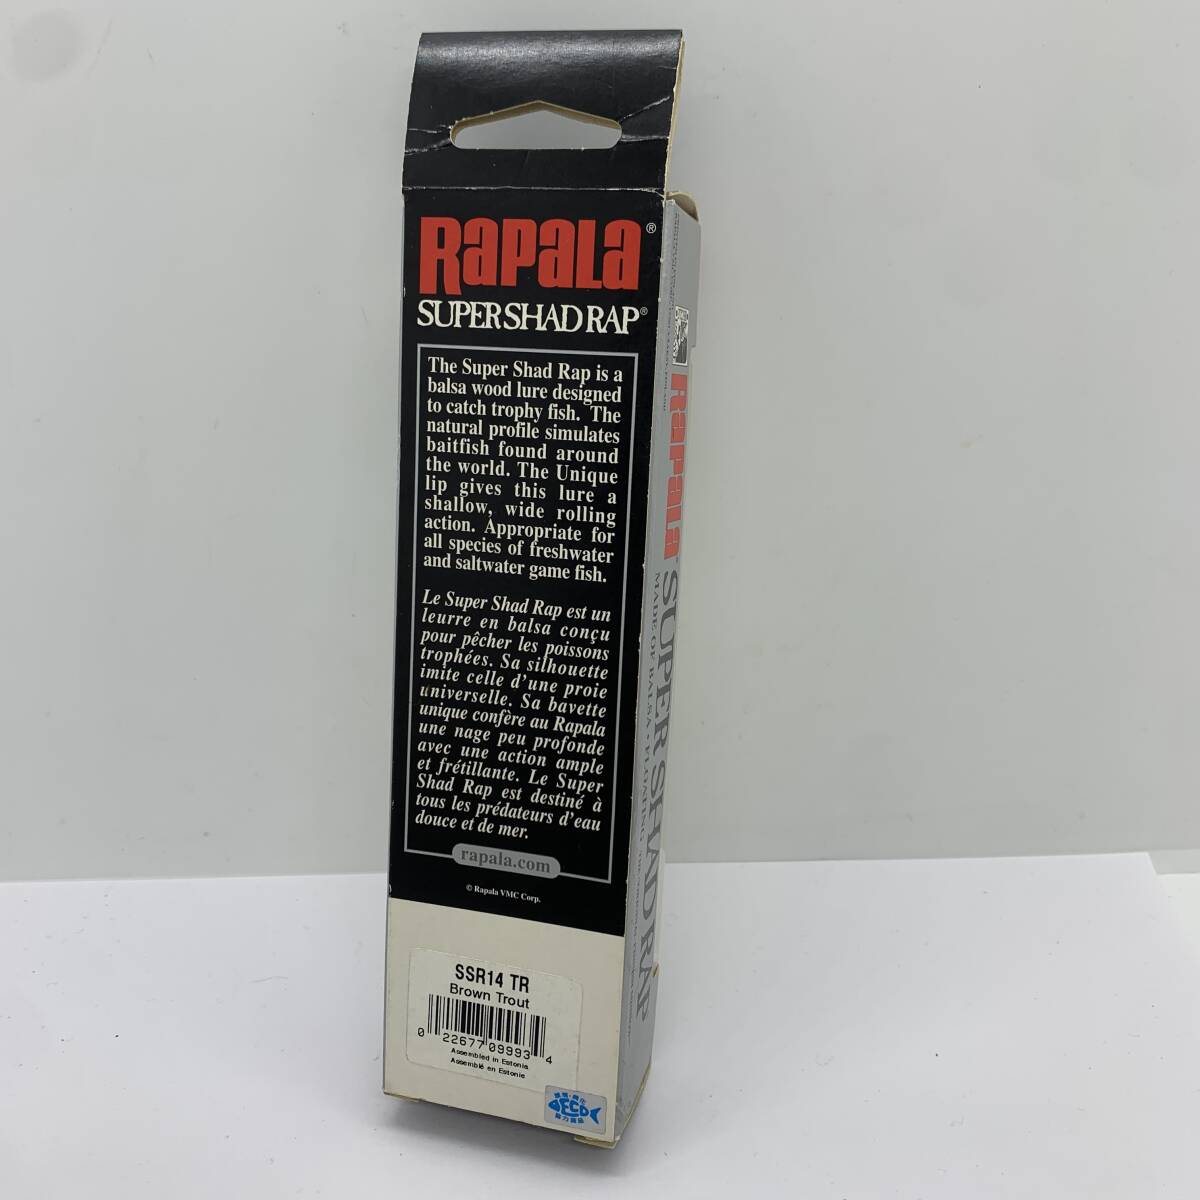 RAPALA®
SUPER SHAD RAP®
The Super Shad Rap is a
balsa wood lure designed
to catch trophy fish. The
natural profile simulates
baitfish found around
the world. The Unique
lip gives this lure a
shallow, wide rolling
action. Appropriate for
all species of freshwater
and saltwater game fish.
Le Super Shad Rap est un
leurre en balsa conçu
pour pêcher les poissons
trophées. Sa silhouette
imite celle d'une proie
universelle. Sa bavette
unique confère au Rapala
une nage peu profonde
avec une action ample
et frétillante. Le Super
Shad Rap est destiné à
tous les prédateurs d'eau
douce et de mer.
rapala.com
© Rapala VMC Corp.
SSR14 TR
Brown Trout
0 22677 09993 4
Assembled in Estonia
Assemblé en Estonie
ECO
RAPALA
SUPER SHAD RAP
MADE OF BALSA • FLOATING